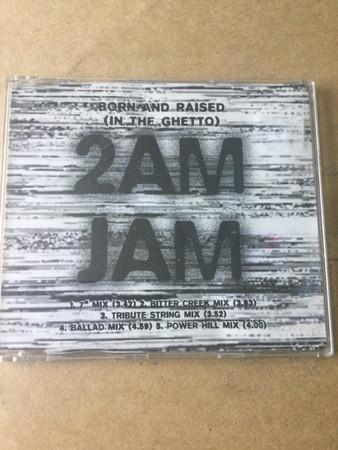 BORN AND RAISED
(IN THE GHETTO)
2AM
JAM
1. 7" MIX (3.42) 2. BITTER CREEK MIX (3.53)
3. TRIBUTE STRING MIX (3.52)
4. BALLAD MIX (4.59) 5. POWER HILL MIX (4.00)